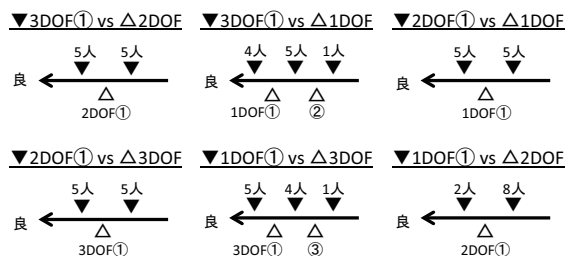 ▼3DOF① vs △2DOF
5人 5人
良
2DOF①
▼3DOF① vs △1DOF
4人 5人 1人
良
1DOF① ②
▼2DOF① vs △1DOF
5人 5人
良
1DOF①
▼2DOF① vs △3DOF
5人 5人
良
3DOF①
▼1DOF① vs △3DOF
5人 4人 1人
良
3DOF① ③
▼1DOF① vs △2DOF
2人 8人
良
2DOF①